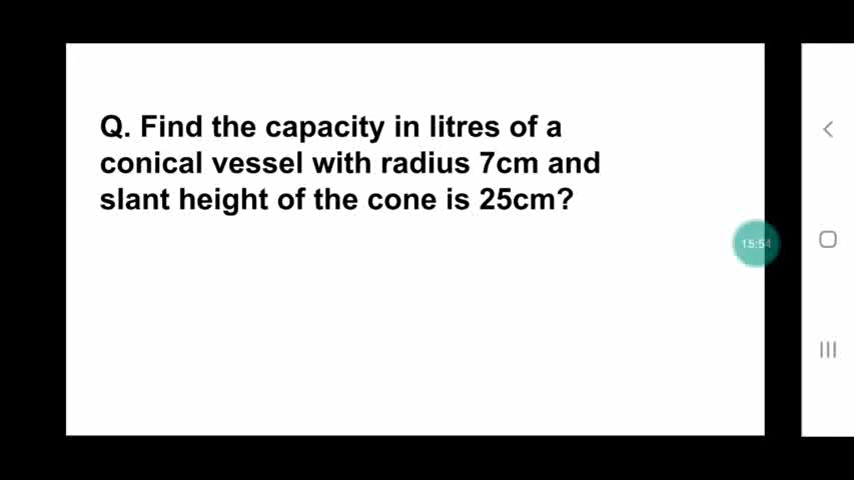 Q. Find the capacity in litres of a
conical vessel with radius 7cm and
slant height of the cone is 25cm?
15:54